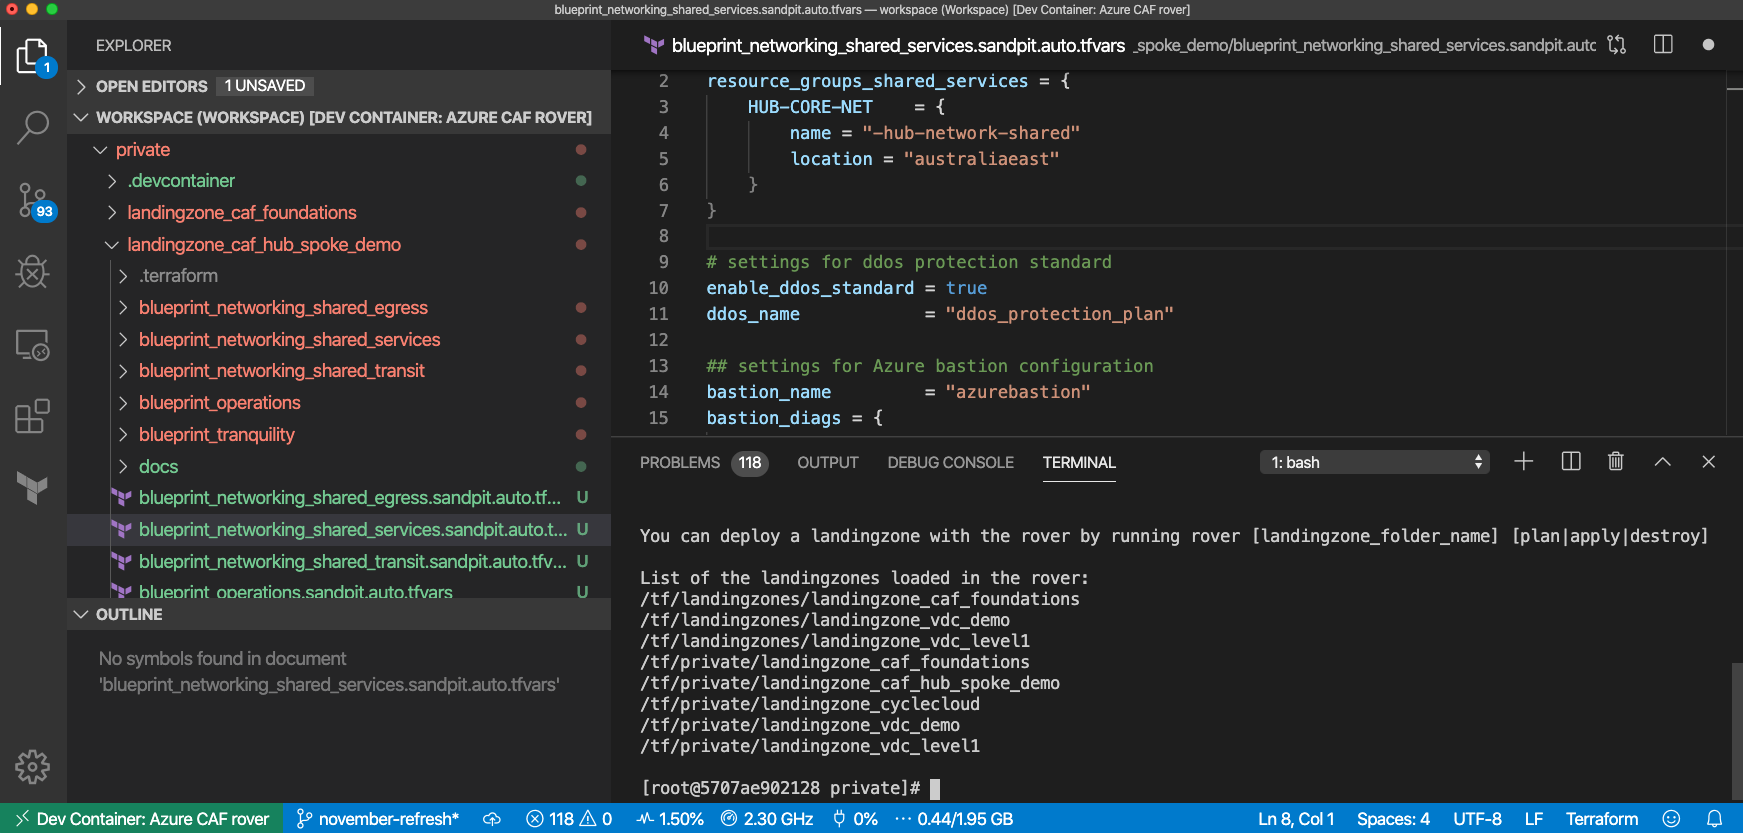 blueprint_networking_shared_services.sandpit.auto.tfvars — workspace (Workspace) [Dev Container: Azure CAF rover]
EXPLORER
1
93
OPEN EDITORS 1 UNSAVED
WORKSPACE (WORKSPACE) [DEV CONTAINER: AZURE CAF ROVER]
private
.devcontainer
landingzone_caf_foundations
landingzone_caf_hub_spoke_demo
.terraform
blueprint_networking_shared_egress
blueprint_networking_shared_services
blueprint_networking_shared_transit
blueprint_operations
blueprint_tranquility
docs
blueprint_networking_shared_egress.sandpit.auto.tf... U
blueprint_networking_shared_services.sandpit.auto.t... U
blueprint_networking_shared_transit.sandpit.auto.tfv... U
blueprint_operations.sandpit.auto.tfvars U
OUTLINE
No symbols found in document
'blueprint_networking_shared_services.sandpit.auto.tfvars'
blueprint_networking_shared_services.sandpit.auto.tfvars _spoke_demo/blueprint_networking_shared_services.sandpit.autc
2 resource_groups_shared_services = {
3 HUB-CORE-NET = {
4 name = "-hub-network-shared"
5 location = "australiaeast"
6 }
7 }
8
9 # settings for ddos protection standard
10 enable_ddos_standard = true
11 ddos_name = "ddos_protection_plan"
12
13 ## settings for Azure bastion configuration
14 bastion_name = "azurebastion"
15 bastion_diags = {
PROBLEMS 118 OUTPUT DEBUG CONSOLE TERMINAL 1: bash
You can deploy a landingzone with the rover by running rover [landingzone_folder_name] [plan|apply|destroy]
List of the landingzones loaded in the rover:
/tf/landingzones/landingzone_caf_foundations
/tf/landingzones/landingzone_vdc_demo
/tf/landingzones/landingzone_vdc_level1
/tf/private/landingzone_caf_foundations
/tf/private/landingzone_caf_hub_spoke_demo
/tf/private/landingzone_cyclecloud
/tf/private/landingzone_vdc_demo
/tf/private/landingzone_vdc_level1
[root@5707ae902128 private]#
Dev Container: Azure CAF rover november-refresh* 118 0 1.50% 2.30 GHz 0% 0.44/1.95 GB Ln 8, Col 1 Spaces: 4 UTF-8 LF Terraform